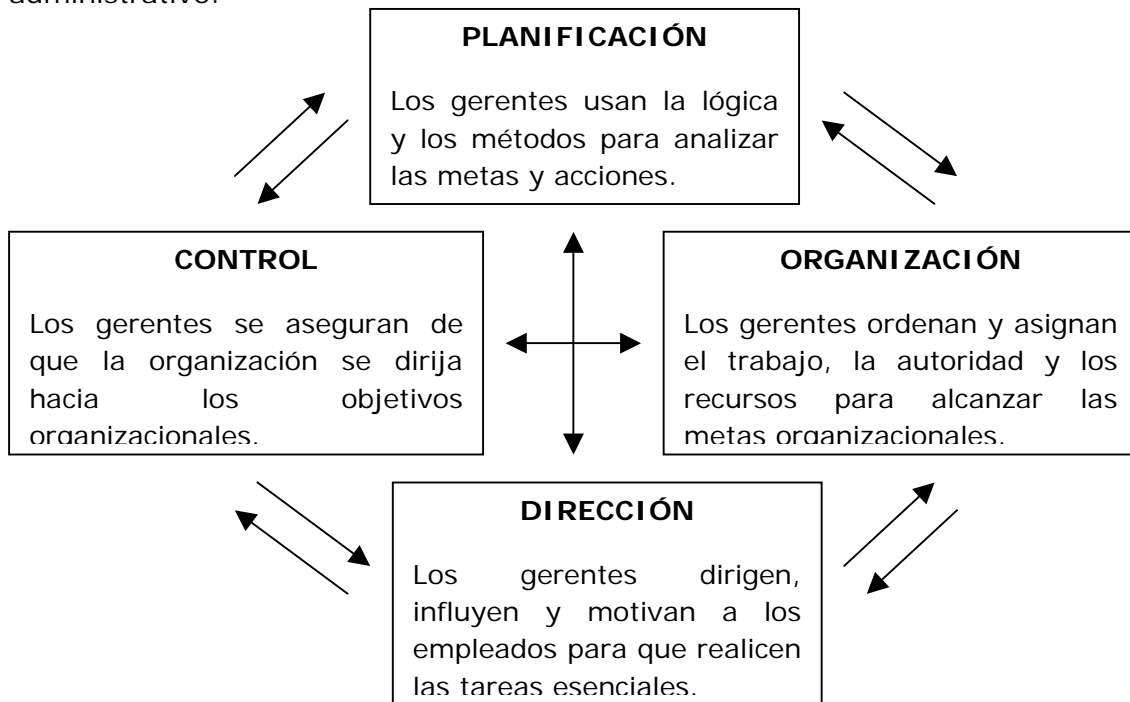 administrativo.
PLANIFICACIÓN
Los gerentes usan la lógica
y los métodos para analizar
las metas y acciones.
CONTROL
Los gerentes se aseguran de
que la organización se dirija
hacia los objetivos
organizacionales.
ORGANIZACIÓN
Los gerentes ordenan y asignan
el trabajo, la autoridad y los
recursos para alcanzar las
metas organizacionales.
DIRECCIÓN
Los gerentes dirigen,
influyen y motivan a los
empleados para que realicen
las tareas esenciales.